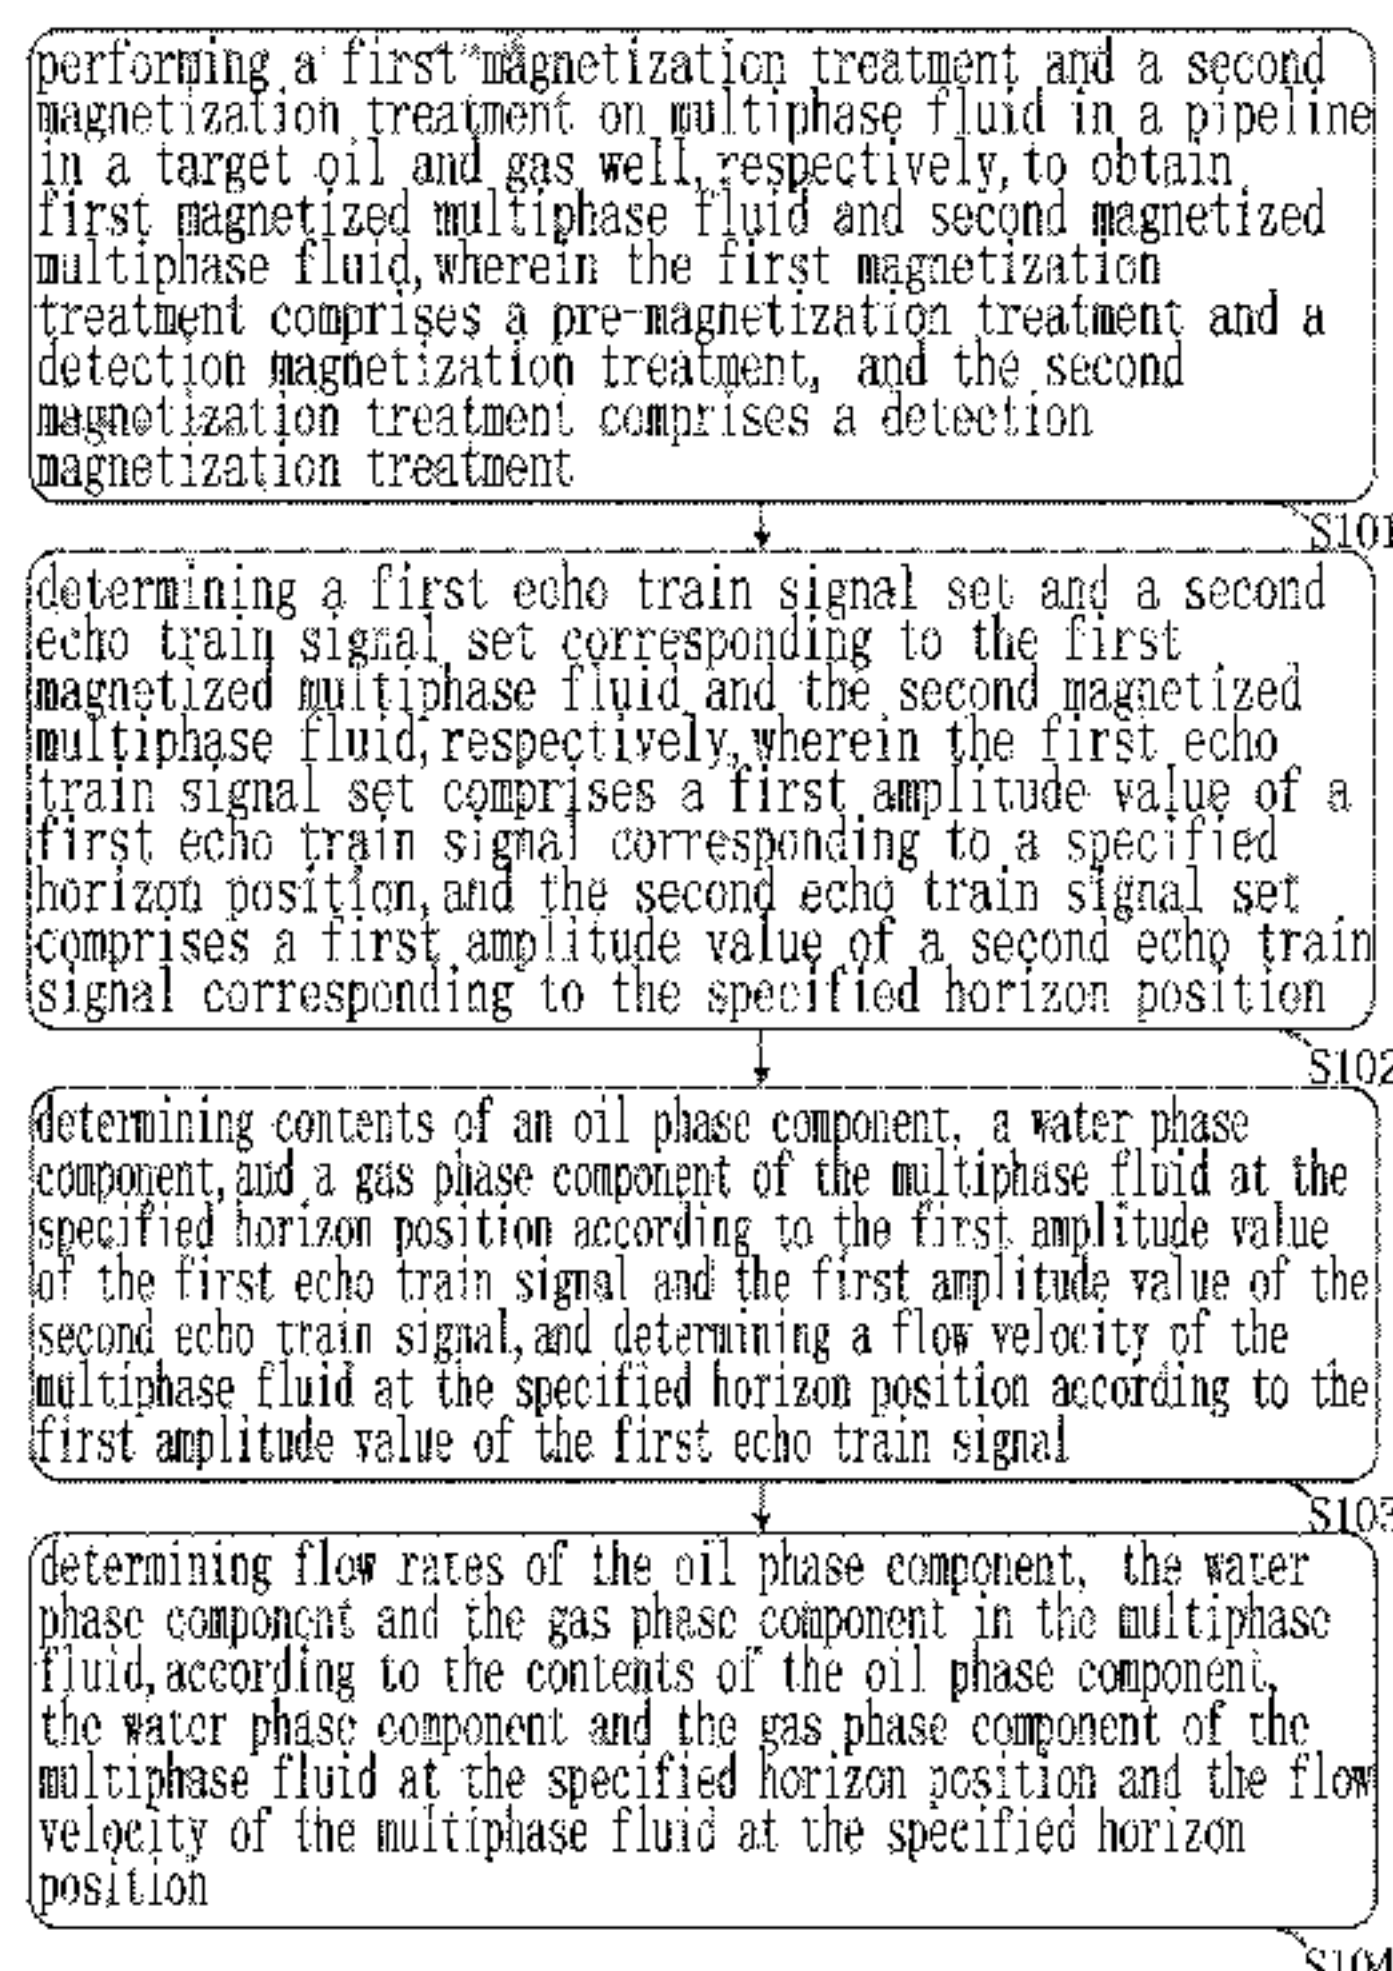 performing a first magnetization treatment and a second
magnetization treatment on multiphase fluid in a pipeline
in a target oil and gas well, respectively, to obtain
first magnetized multiphase fluid and second magnetized
multiphase fluid, wherein the first magnetization
treatment comprises a pre-magnetization treatment and a
detection magnetization treatment, and the second
magnetization treatment comprises a detection
magnetization treatment
S101
determining a first echo train signal set and a second
echo train signal set corresponding to the first
magnetized multiphase fluid and the second magnetized
multiphase fluid, respectively, wherein the first echo
train signal set comprises a first amplitude value of a
first echo train signal corresponding to a specified
horizon position, and the second echo train signal set
comprises a first amplitude value of a second echo train
signal corresponding to the specified horizon position
S102
determining contents of an oil phase component, a water phase
component, and a gas phase component of the multiphase fluid at the
specified horizon position according to the first amplitude value
of the first echo train signal and the first amplitude value of the
second echo train signal, and determining a flow velocity of the
multiphase fluid at the specified horizon position according to the
first amplitude value of the first echo train signal
S103
determining flow rates of the oil phase component, the water
phase component and the gas phase component in the multiphase
fluid, according to the contents of the oil phase component,
the water phase component and the gas phase component of the
multiphase fluid at the specified horizon position and the flow
velocity of the multiphase fluid at the specified horizon
position
S104